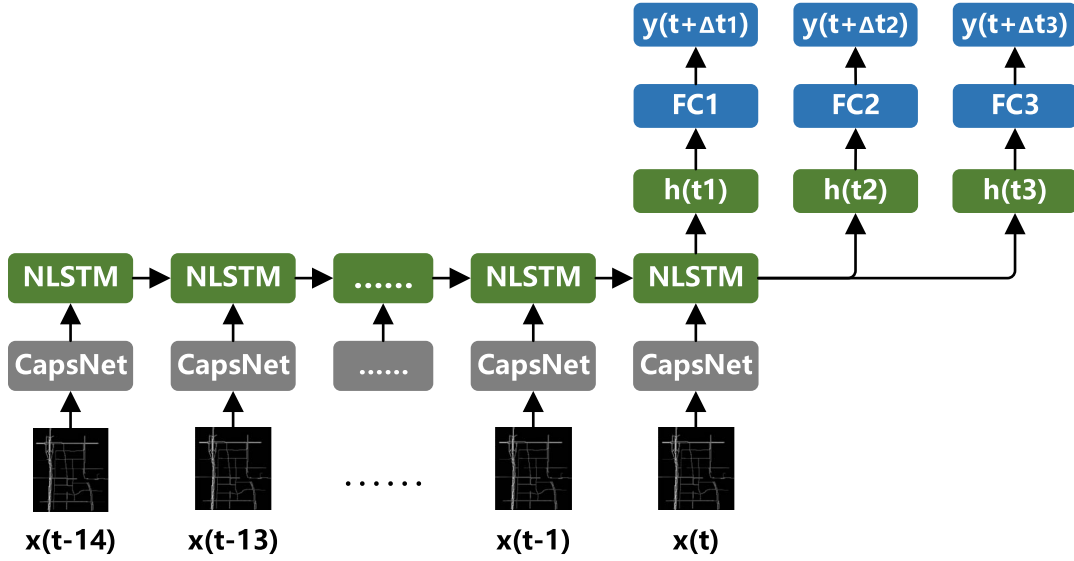 y(t+Δt1) y(t+Δt2) y(t+Δt3)
FC1 FC2 FC3
h(t1) h(t2) h(t3)
NLSTM NLSTM ...... NLSTM NLSTM
CapsNet CapsNet ...... CapsNet CapsNet
......
x(t-14) x(t-13) x(t-1) x(t)